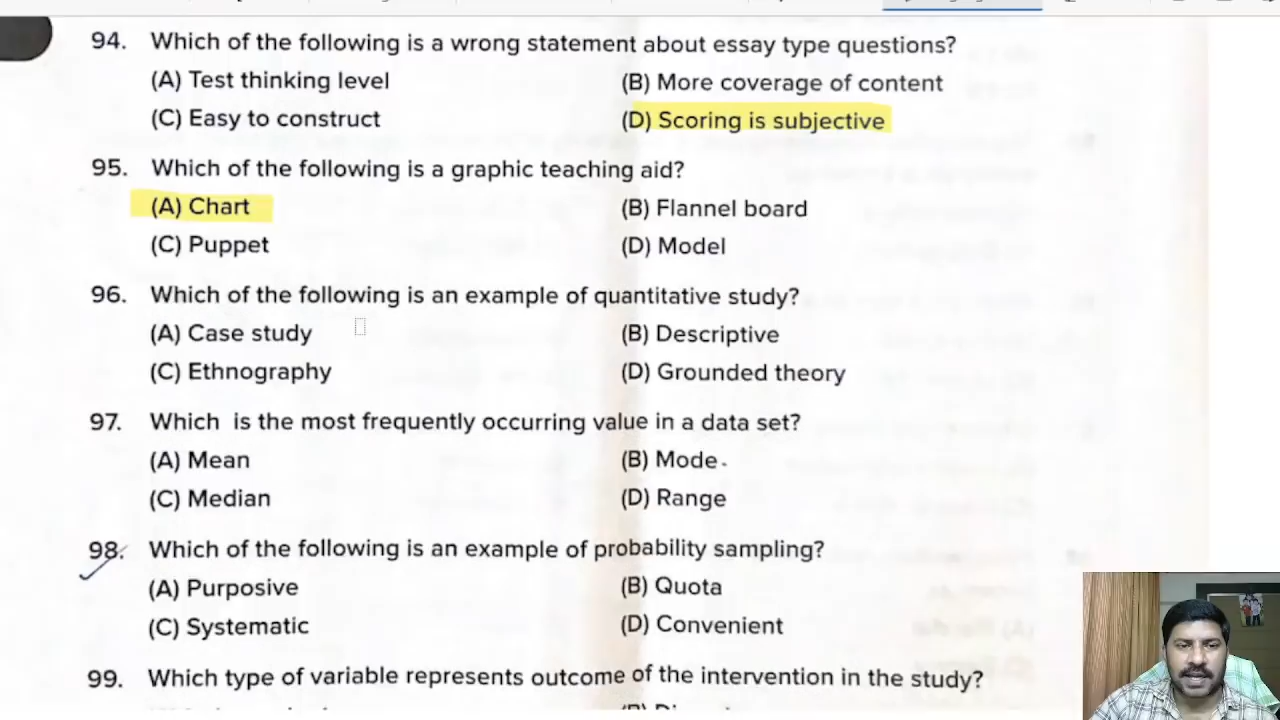 94. Which of the following is a wrong statement about essay type questions?
(A) Test thinking level (B) More coverage of content
(C) Easy to construct (D) Scoring is subjective
95. Which of the following is a graphic teaching aid?
(A) Chart (B) Flannel board
(C) Puppet (D) Model
96. Which of the following is an example of quantitative study?
(A) Case study (B) Descriptive
(C) Ethnography (D) Grounded theory
97. Which is the most frequently occurring value in a data set?
(A) Mean (B) Mode
(C) Median (D) Range
98. Which of the following is an example of probability sampling?
(A) Purposive (B) Quota
(C) Systematic (D) Convenient
99. Which type of variable represents outcome of the intervention in the study?